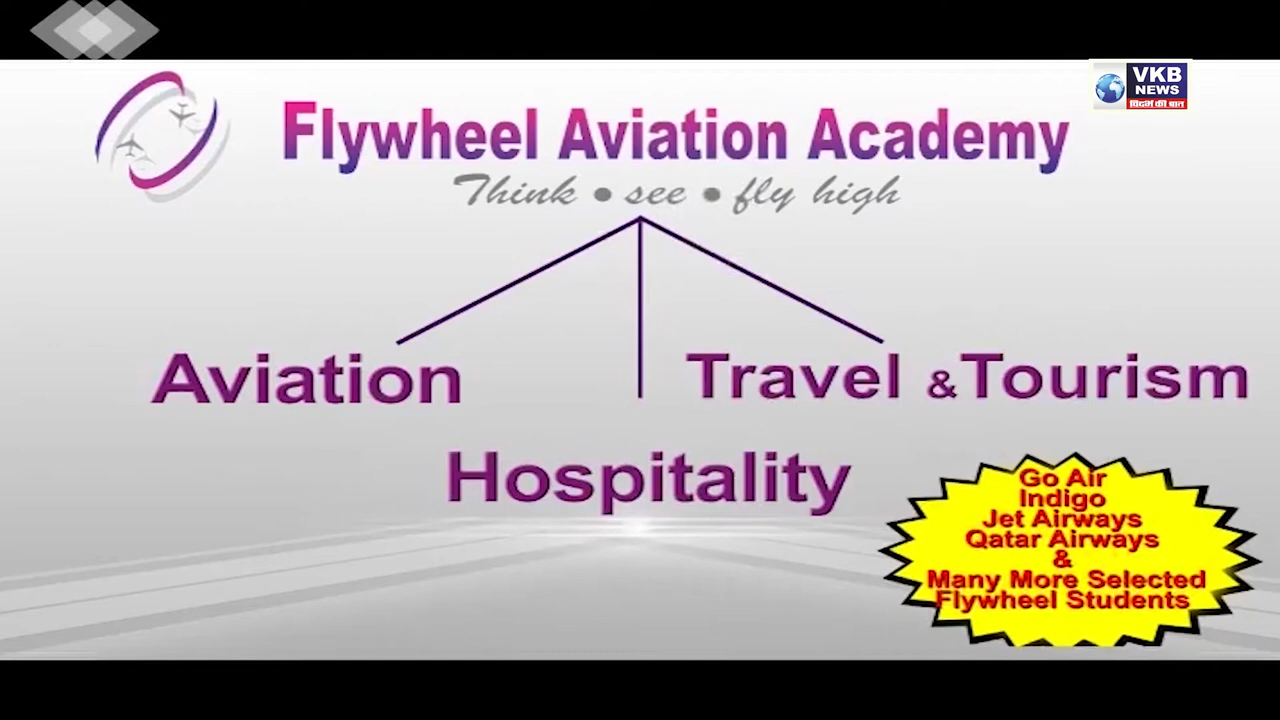 VKB
NEWS
विदर्भ की बात
Flywheel Aviation Academy
Think • see • fly high
Aviation
Travel & Tourism
Hospitality
Go Air
Indigo
Jet Airways
Qatar Airways
&
Many More Selected
Flywheel Students